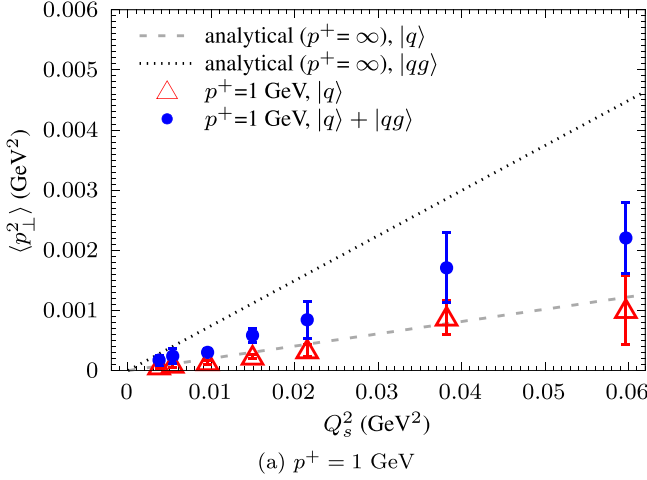 0.006
0.005
0.004
0.003
0.002
0.001
0
⟨p⊥²⟩ (GeV²)
analytical (p⁺= ∞), |q⟩
analytical (p⁺= ∞), |qg⟩
p⁺=1 GeV, |q⟩
p⁺=1 GeV, |q⟩ + |qg⟩
0 0.01 0.02 0.03 0.04 0.05 0.06
Qₛ² (GeV²)
(a) p⁺ = 1 GeV